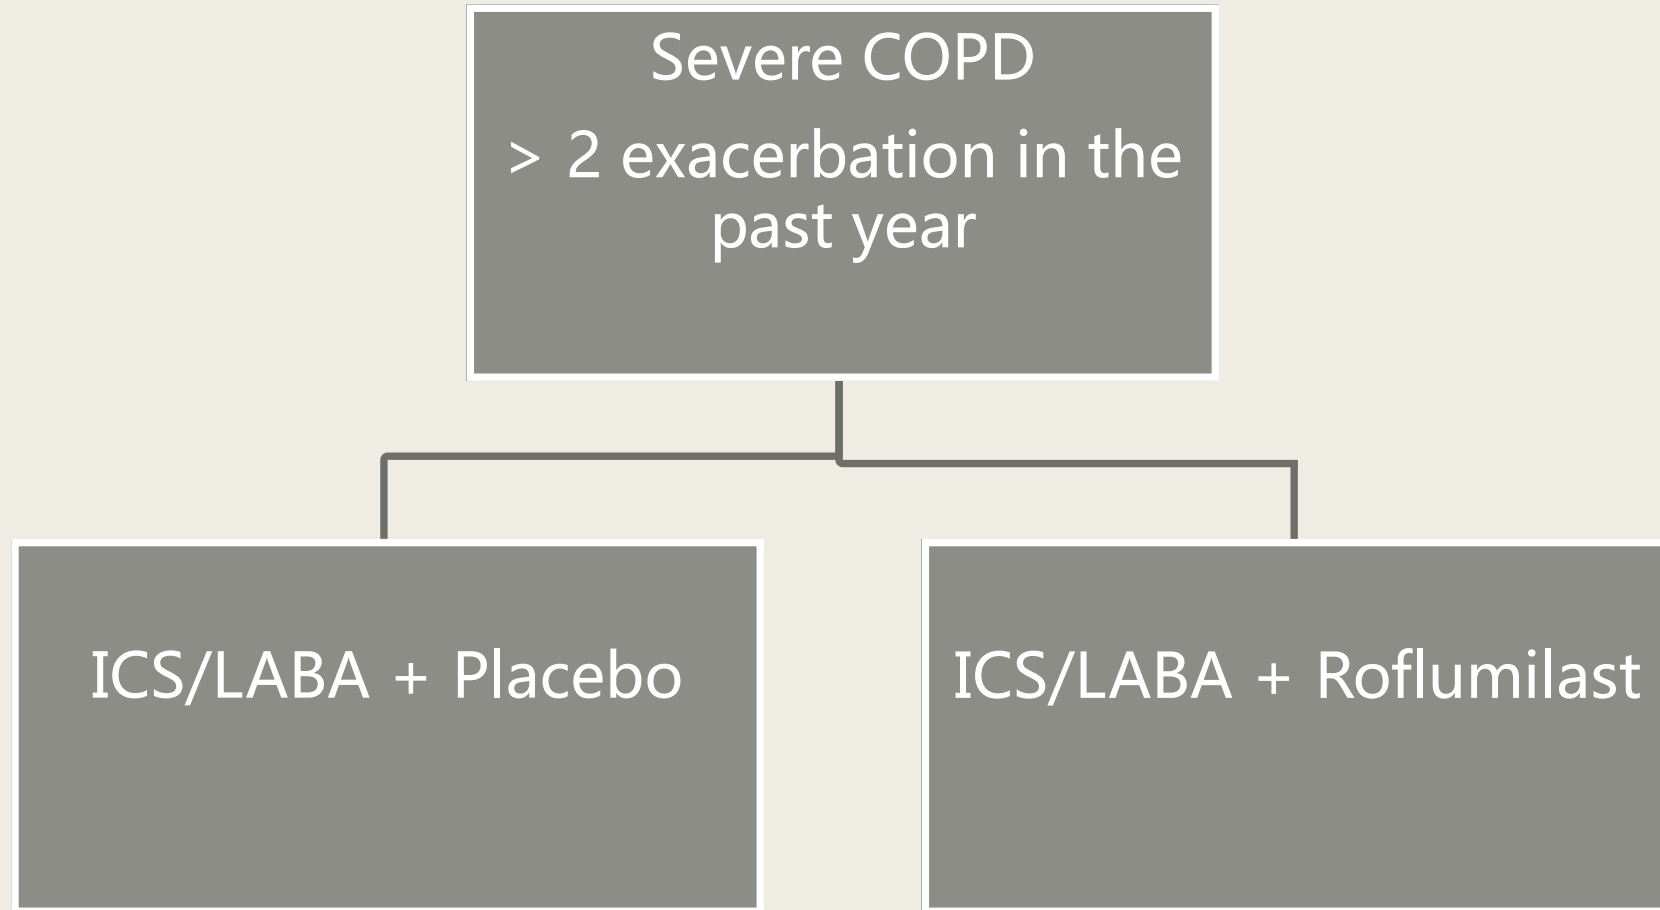 Severe COPD
> 2 exacerbation in the
past year
ICS/LABA + Placebo
ICS/LABA + Roflumilast